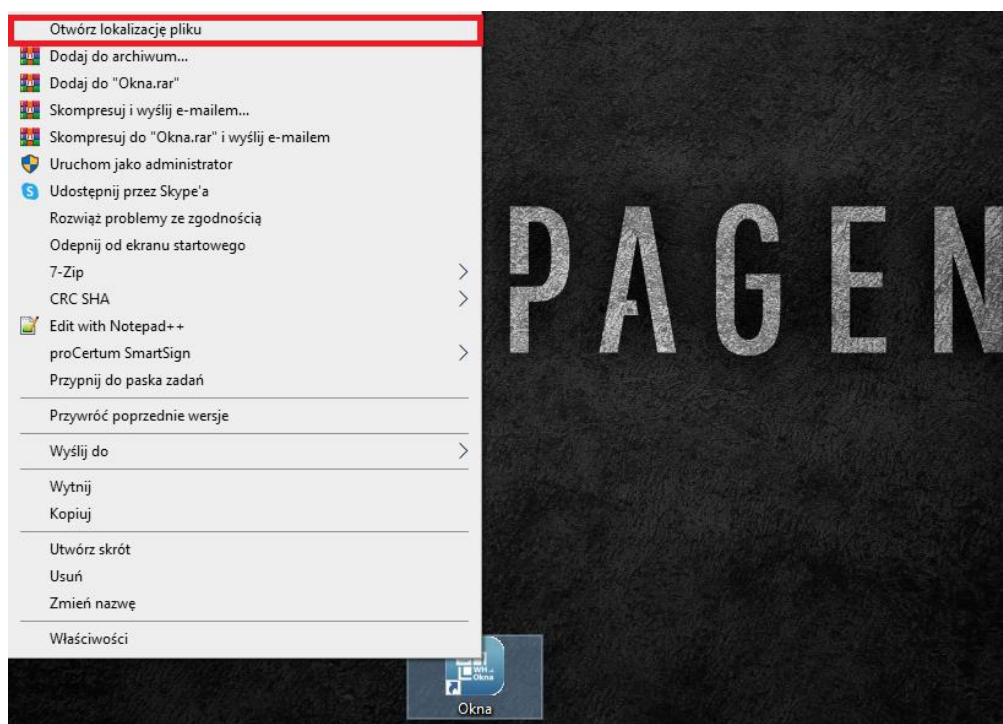 Otwórz lokalizację pliku
Dodaj do archiwum...
Dodaj do "Okna.rar"
Skompresuj i wyślij e-mailem...
Skompresuj do "Okna.rar" i wyślij e-mailem
Uruchom jako administrator
Udostępnij przez Skype'a
Rozwiąż problemy ze zgodnością
Odepnij od ekranu startowego
7-Zip
CRC SHA
Edit with Notepad++
proCertum SmartSign
Przypnij do paska zadań
Przywróć poprzednie wersje
Wyślij do
Wytnij
Kopiuj
Utwórz skrót
Usuń
Zmień nazwę
Właściwości
PAGEN
WH
Okna
Okna